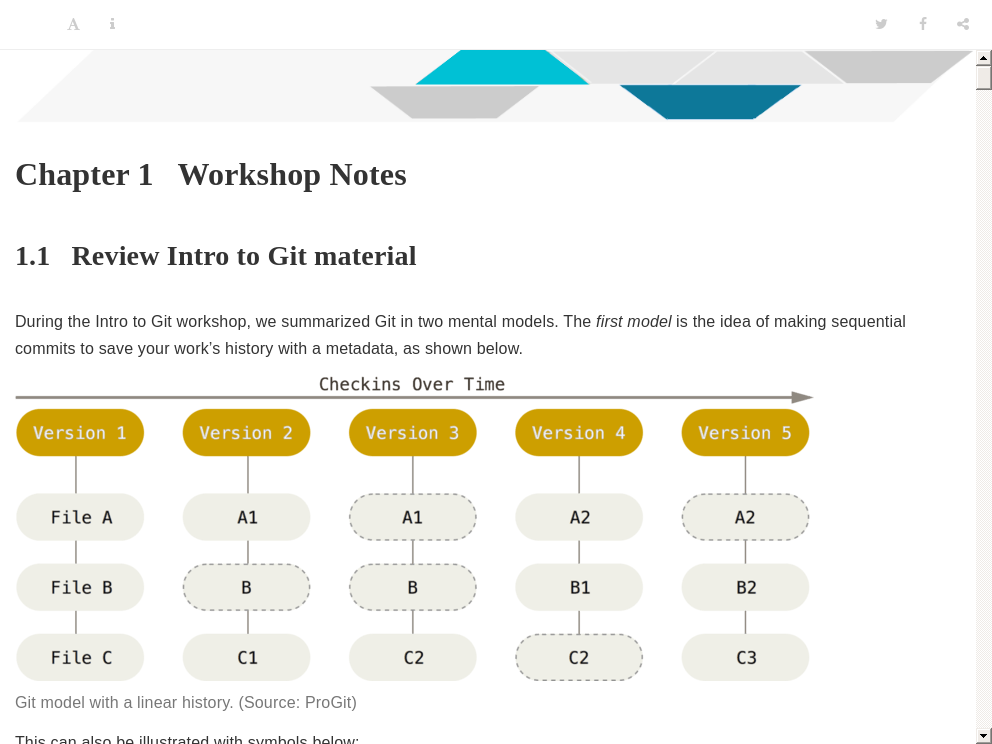 Chapter 1 Workshop Notes
1.1 Review Intro to Git material
During the Intro to Git workshop, we summarized Git in two mental models. The first model is the idea of making sequential
commits to save your work’s history with a metadata, as shown below.
Checkins Over Time
Version 1 Version 2 Version 3 Version 4 Version 5
File A A1 A1 A2 A2
File B B B B1 B2
File C C1 C2 C2 C3
Git model with a linear history. (Source: ProGit)
This can also be illustrated with symbols below: